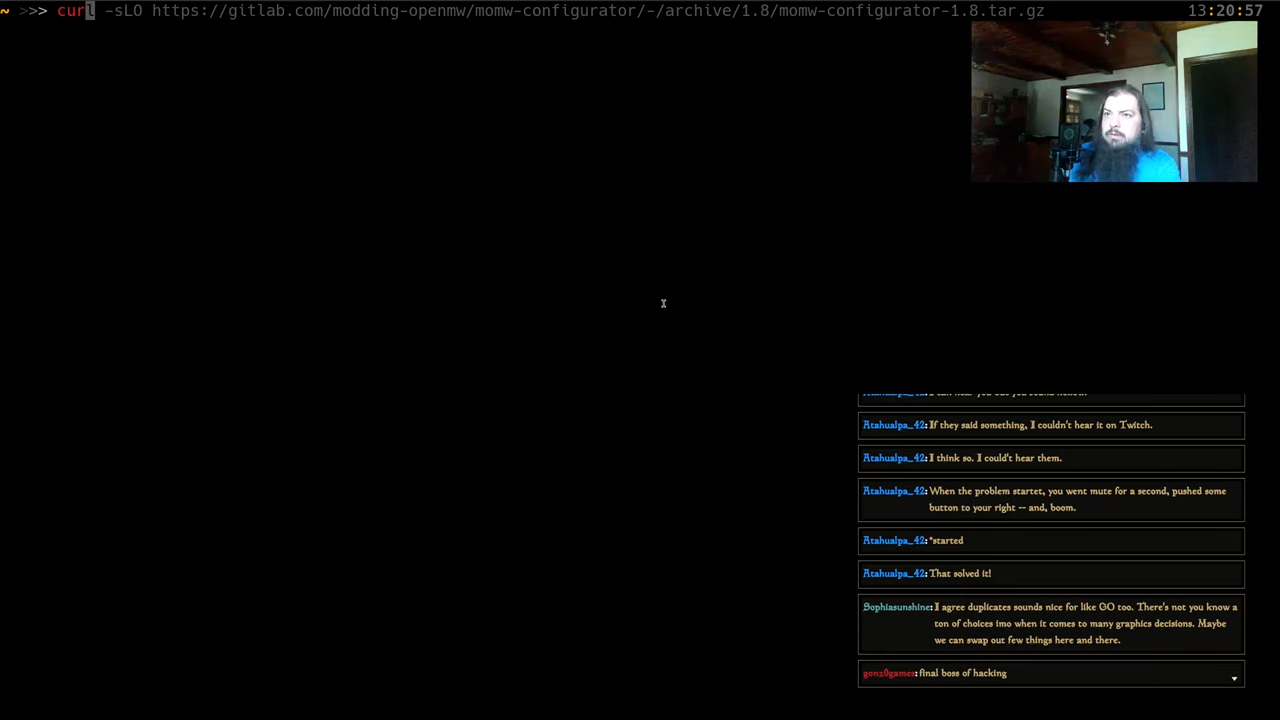 ~ >>> curl -sLO https://gitlab.com/modding-openmw/momw-configurator/-/archive/1.8/momw-configurator-1.8.tar.gz 13:20:57
Atahualpa_42: If they said something, I couldn't hear it on Twitch.
Atahualpa_42: I think so. I could't hear them.
Atahualpa_42: When the problem startet, you went mute for a second, pushed some
button to your right -- and, boom.
Atahualpa_42: *started
Atahualpa_42: That solved it!
Sophiasunshine: I agree duplicates sounds nice for like GO too. There's not you know a
ton of choices imo when it comes to many graphics decisions. Maybe
we can swap out few things here and there.
gonz0games: final boss of hacking